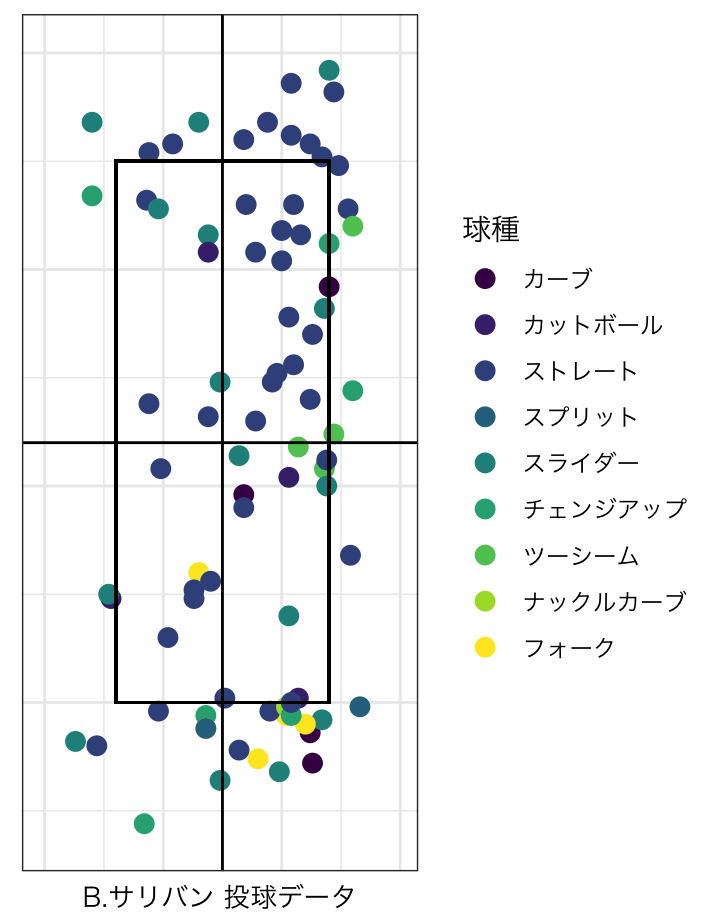 球種
カーブ
カットボール
ストレート
スプリット
スライダー
チェンジアップ
ツーシーム
ナックルカーブ
フォーク
B.サリバン 投球データ